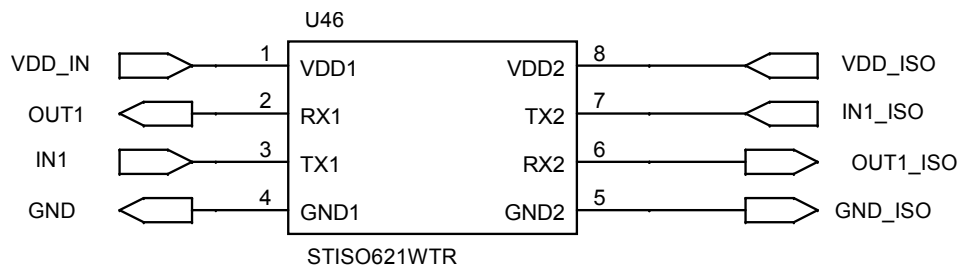 U46
VDD_IN 1 VDD1 VDD2 8 VDD_ISO
OUT1 2 RX1 TX2 7 IN1_ISO
IN1 3 TX1 RX2 6 OUT1_ISO
GND 4 GND1 GND2 5 GND_ISO
STISO621WTR